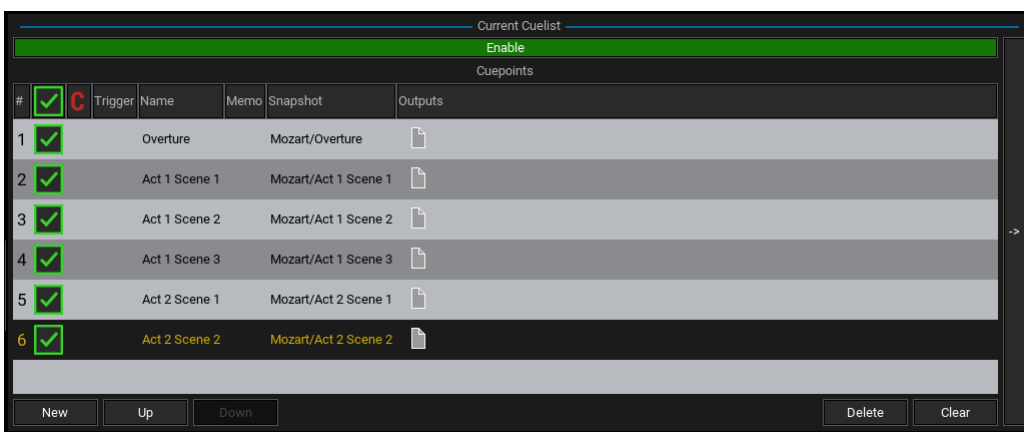 Current Cuelist
Enable
Cuepoints
# C Trigger Name Memo Snapshot Outputs
1 Overture Mozart/Overture
2 Act 1 Scene 1 Mozart/Act 1 Scene 1
3 Act 1 Scene 2 Mozart/Act 1 Scene 2
4 Act 1 Scene 3 Mozart/Act 1 Scene 3
5 Act 2 Scene 1 Mozart/Act 2 Scene 1
6 Act 2 Scene 2 Mozart/Act 2 Scene 2
->
New Up Down Delete Clear